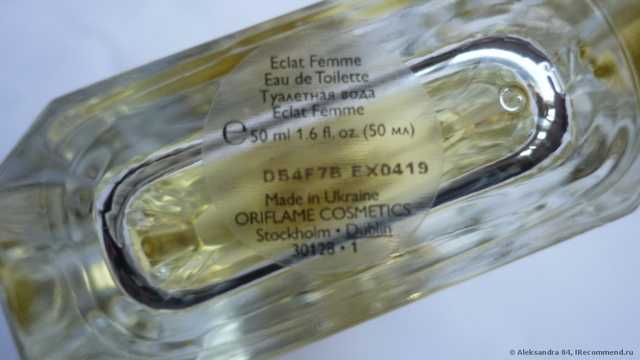 Eclat Femme
Eau de Toilette
Туалетная вода
Eclat Femme
℮ 50 ml 1.6 fl. oz. (50 мл)
DB4F7B EX0419
Made in Ukraine
ORIFLAME COSMETICS
Stockholm • Dublin
30128 • 1
© Aleksandra 84, IRecommend.ru